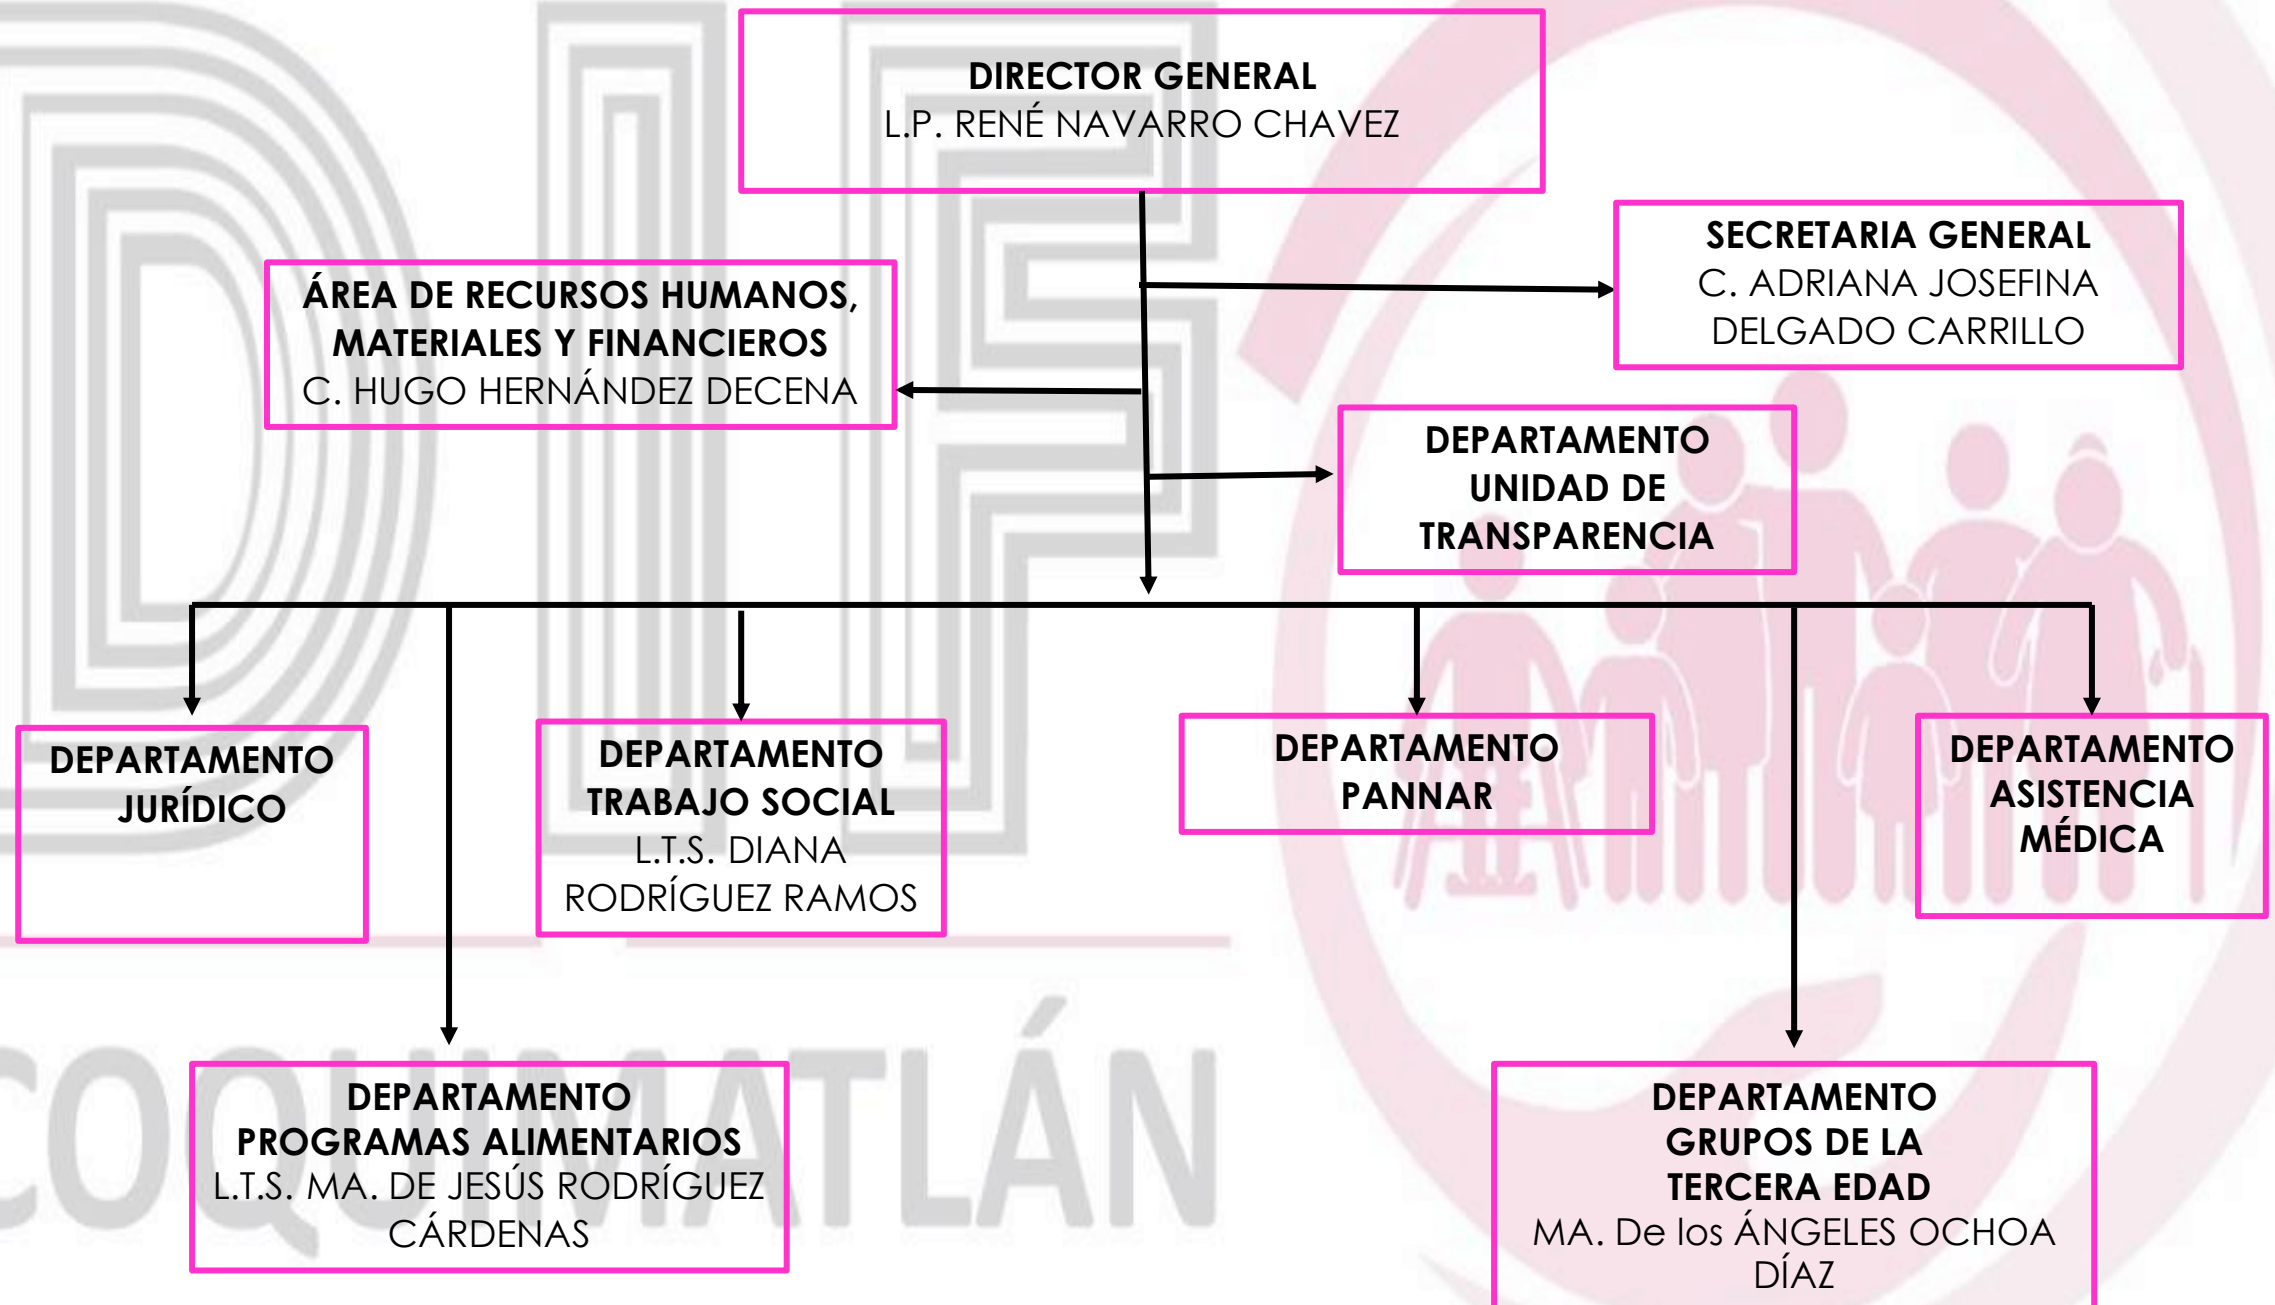 DIRECTOR GENERAL
L.P. RENÉ NAVARRO CHAVEZ
SECRETARIA GENERAL
C. ADRIANA JOSEFINA
DELGADO CARRILLO
ÁREA DE RECURSOS HUMANOS,
MATERIALES Y FINANCIEROS
C. HUGO HERNÁNDEZ DECENA
DEPARTAMENTO
UNIDAD DE
TRANSPARENCIA
DEPARTAMENTO
JURÍDICO
DEPARTAMENTO
TRABAJO SOCIAL
L.T.S. DIANA
RODRÍGUEZ RAMOS
DEPARTAMENTO
PANNAR
DEPARTAMENTO
ASISTENCIA
MÉDICA
DEPARTAMENTO
PROGRAMAS ALIMENTARIOS
L.T.S. MA. DE JESÚS RODRÍGUEZ
CÁRDENAS
DEPARTAMENTO
GRUPOS DE LA
TERCERA EDAD
MA. De los ÁNGELES OCHOA
DÍAZ
DIF
COQUIMATLÁN